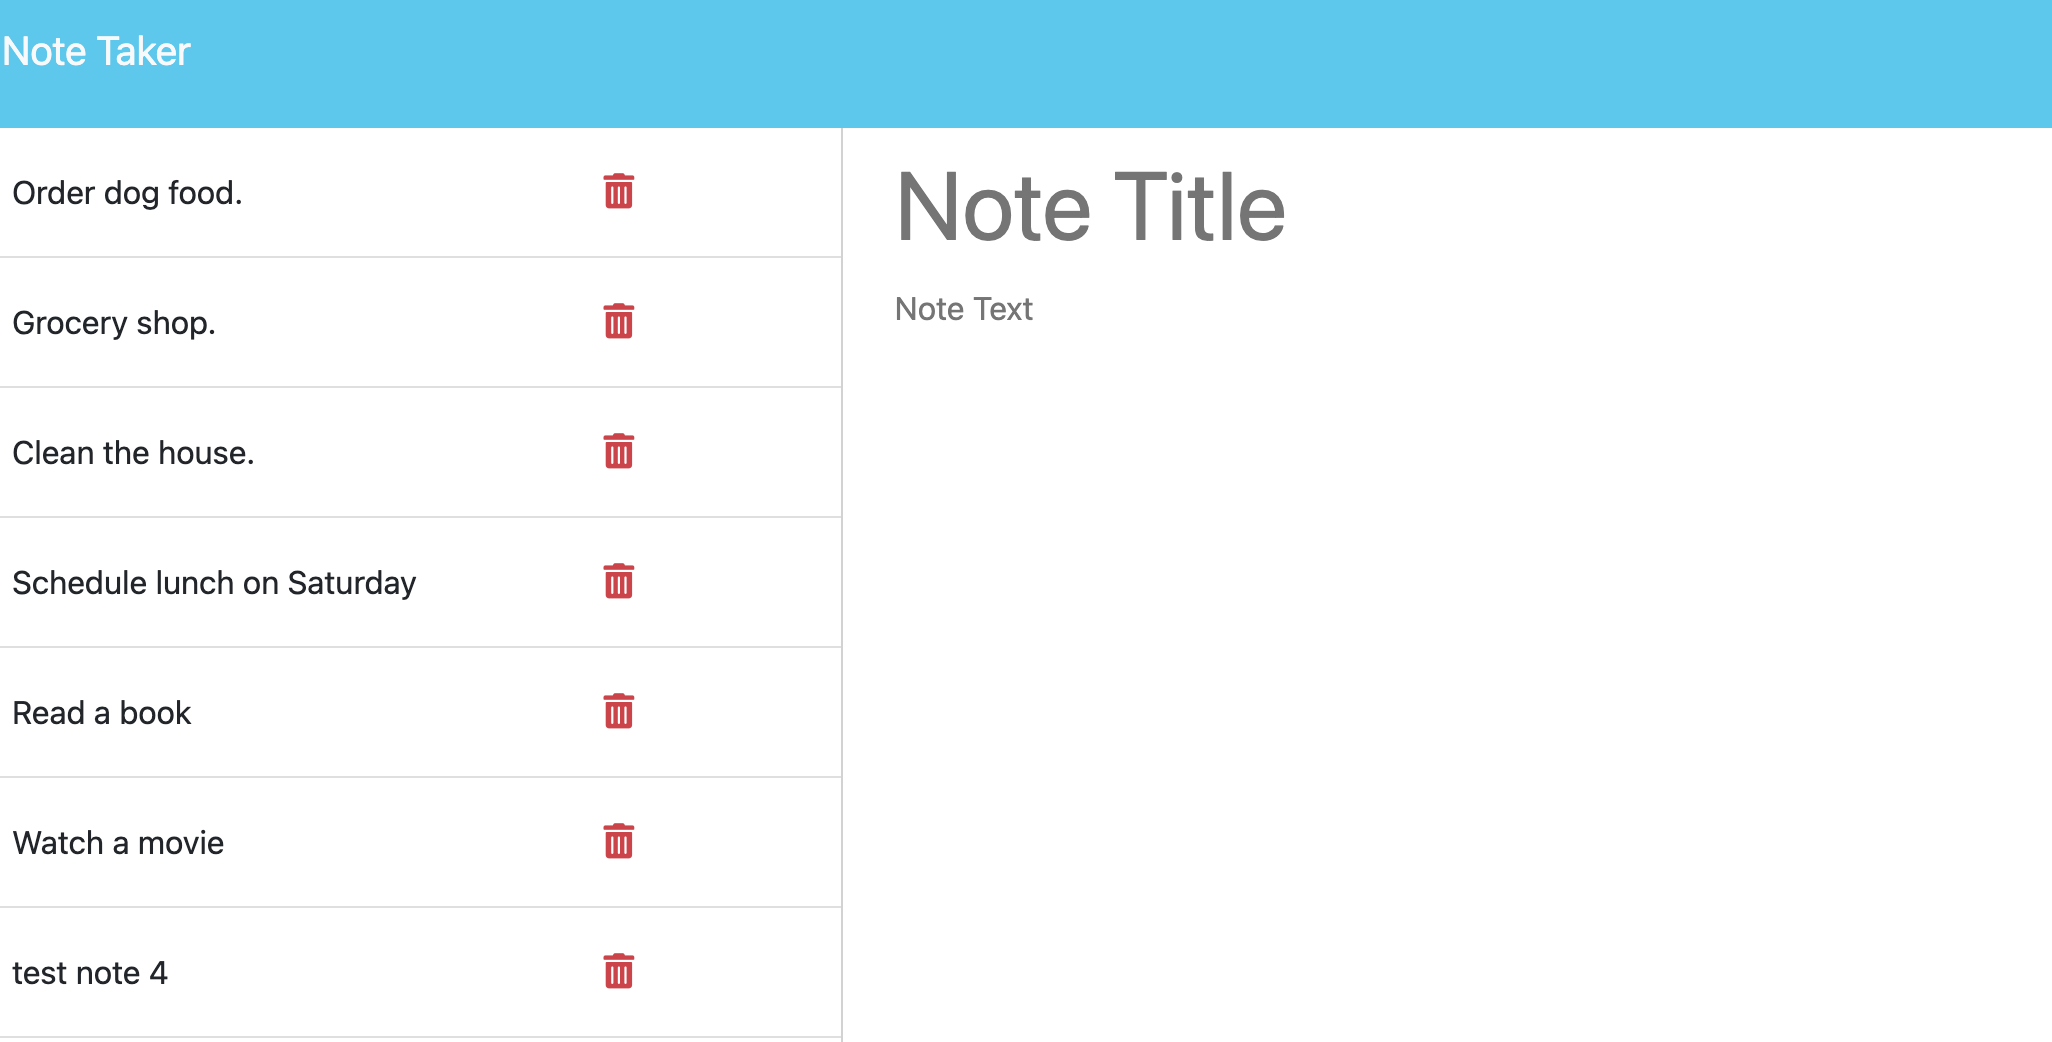 Note Taker
Order dog food.
Grocery shop.
Clean the house.
Schedule lunch on Saturday
Read a book
Watch a movie
test note 4
Note Title
Note Text